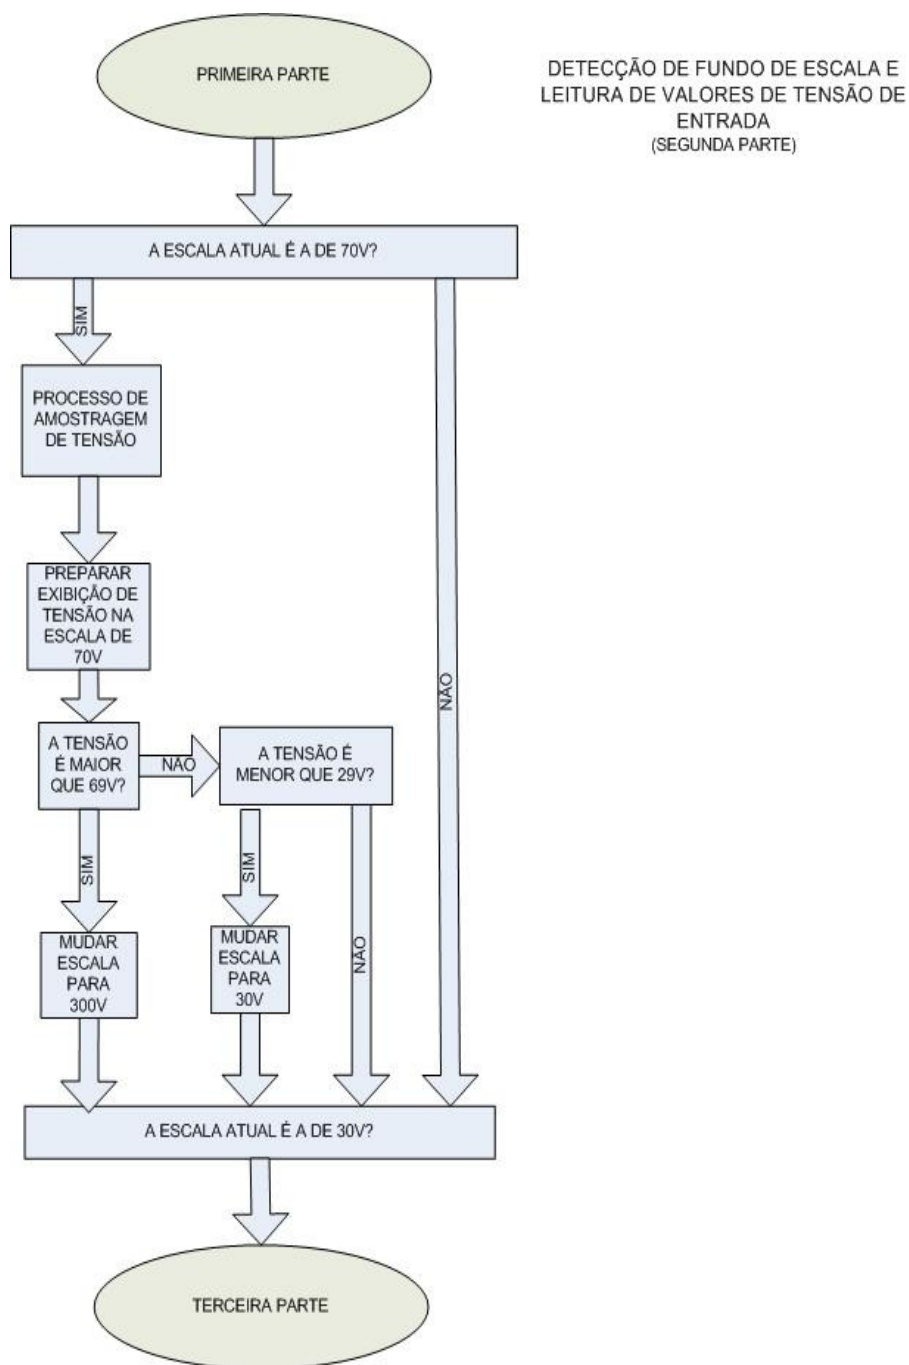 PRIMEIRA PARTE
DETECÇÃO DE FUNDO DE ESCALA E
LEITURA DE VALORES DE TENSÃO DE
ENTRADA
(SEGUNDA PARTE)
A ESCALA ATUAL É A DE 70V?
SIM
PROCESSO DE
AMOSTRAGEM
DE TENSÃO
PREPARAR
EXIBIÇÃO DE
TENSÃO NA
ESCALA DE
70V
NÃO
A TENSÃO
É MAIOR
QUE 69V?
NÃO
A TENSÃO É
MENOR QUE 29V?
SIM
SIM
NÃO
MUDAR
ESCALA
PARA
300V
MUDAR
ESCALA
PARA
30V
A ESCALA ATUAL É A DE 30V?
TERCEIRA PARTE